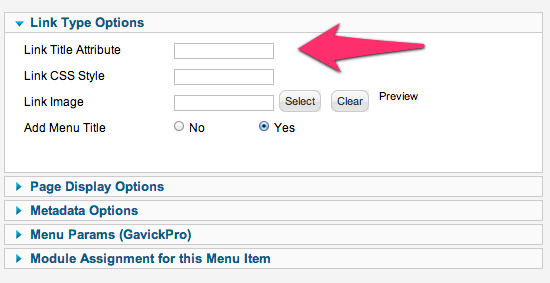 Link Type Options
Link Title Attribute
Link CSS Style
Link Image Select Clear Preview
Add Menu Title No Yes
Page Display Options
Metadata Options
Menu Params (GavickPro)
Module Assignment for this Menu Item